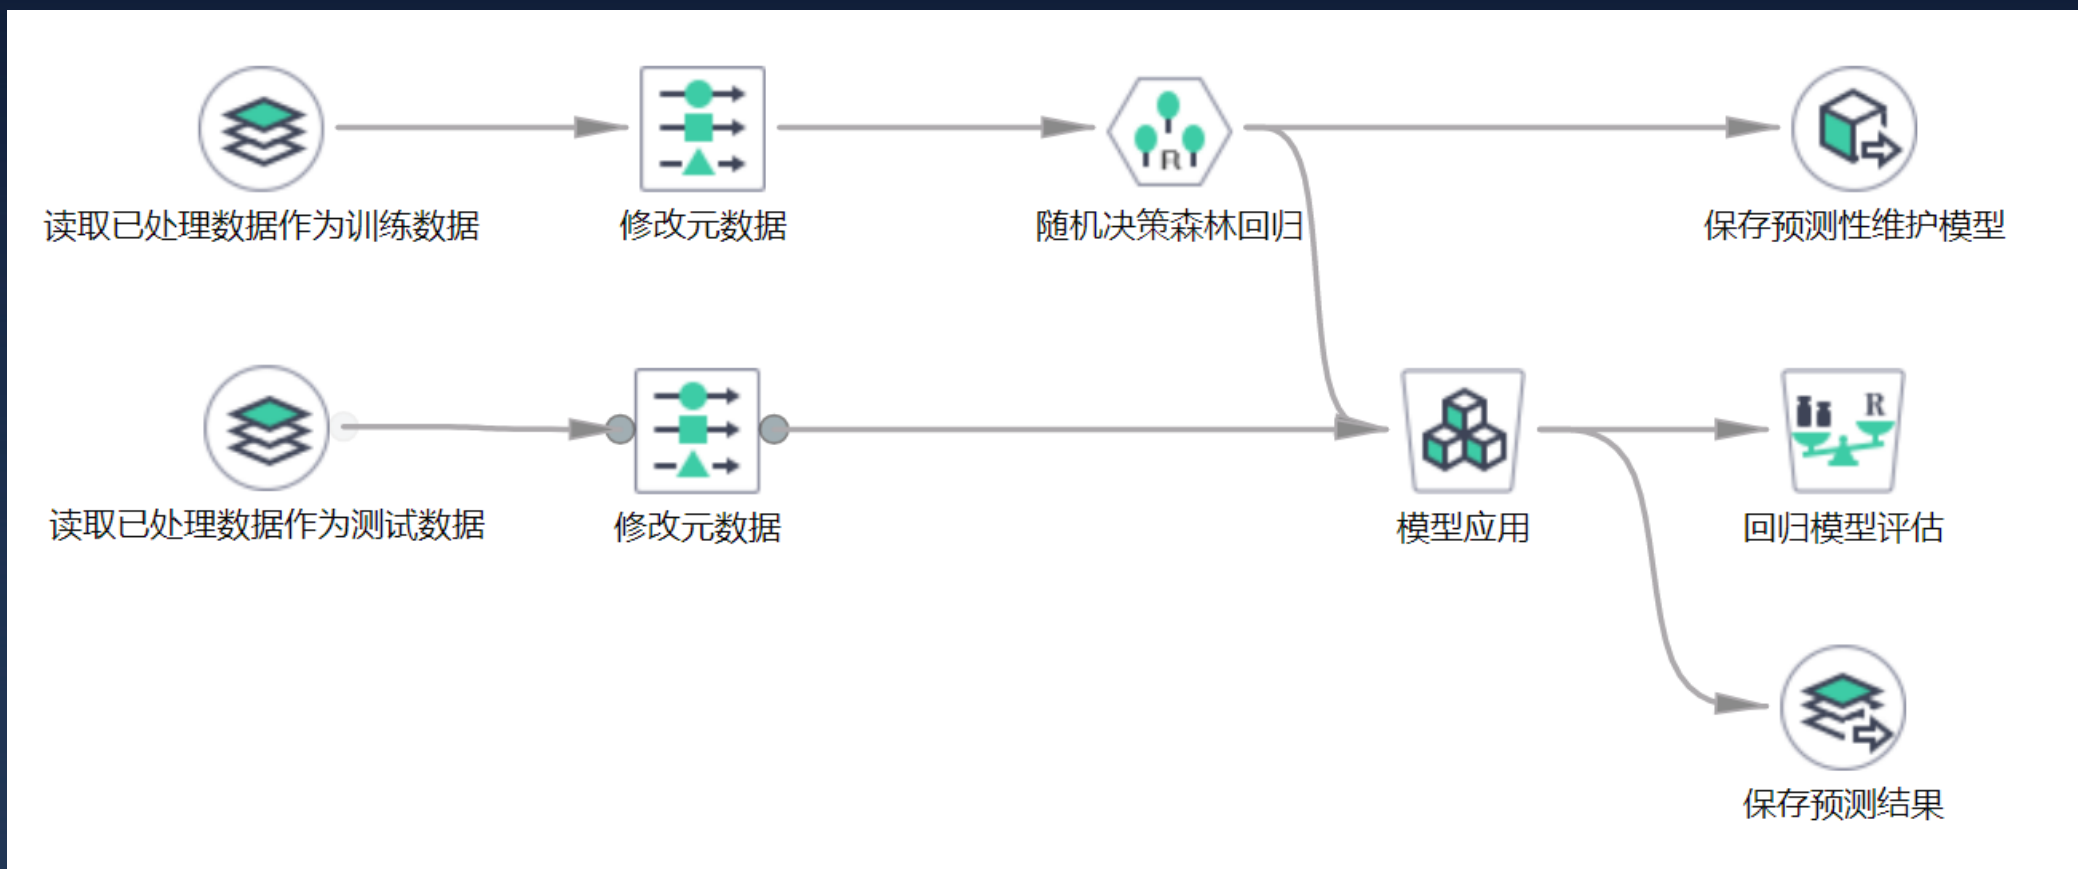 R
读取已处理数据作为训练数据
修改元数据
随机决策森林回归
保存预测性维护模型
R
读取已处理数据作为测试数据
修改元数据
模型应用
回归模型评估
保存预测结果